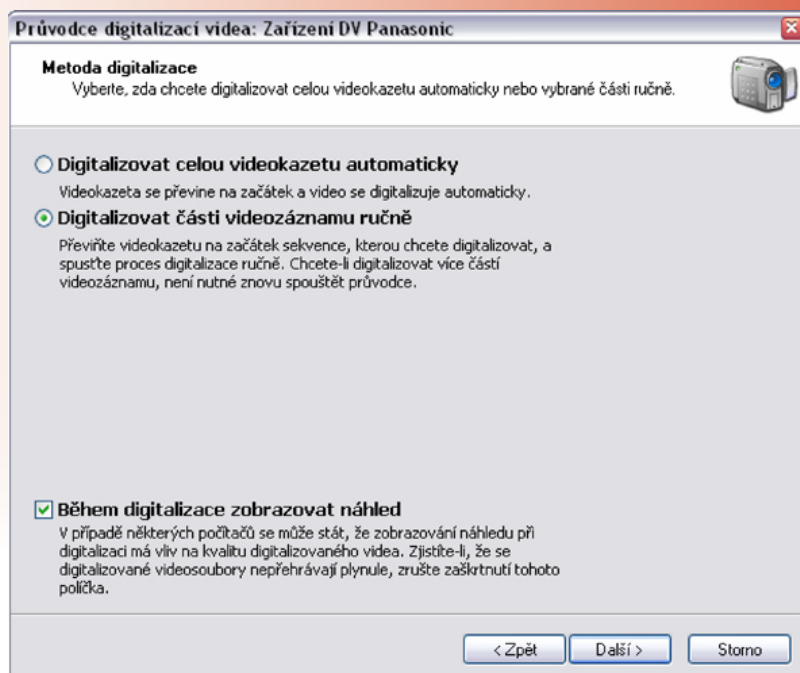 Průvodce digitalizací videa: Zařízení DV Panasonic
Metoda digitalizace
Vyberte, zda chcete digitalizovat celou videokazetu automaticky nebo vybrané části ručně.
Digitalizovat celou videokazetu automaticky
Videokazeta se převine na začátek a video se digitalizuje automaticky.
Digitalizovat části videozáznamu ručně
Převiňte videokazetu na začátek sekvence, kterou chcete digitalizovat, a
spusťte proces digitalizace ručně. Chcete-li digitalizovat více částí
videozáznamu, není nutné znovu spouštět průvodce.
Během digitalizace zobrazovat náhled
V případě některých počítačů se může stát, že zobrazování náhledu při
digitalizaci má vliv na kvalitu digitalizovaného videa. Zjistíte-li, že se
digitalizované videosoubory nepřehrávají plynule, zrušte zaškrtnutí tohoto
políčka.
< Zpět
Další >
Storno